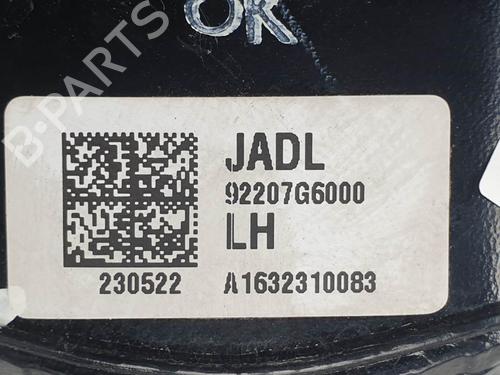 OK
B-PARTS
JADL
92207G6000
LH
230522 A1632310083